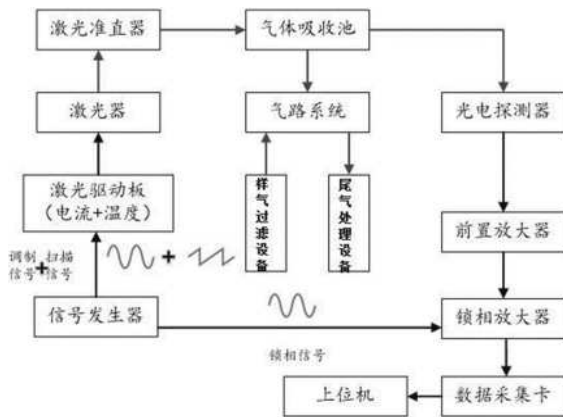 激光准直器
气体吸收池
激光器
气路系统
光电探测器
激光驱动板
（电流+温度）
样气过滤设备
尾气处理设备
前置放大器
调制 扫描
信号+信号
+
信号发生器
锁相放大器
锁相信号
上位机
数据采集卡